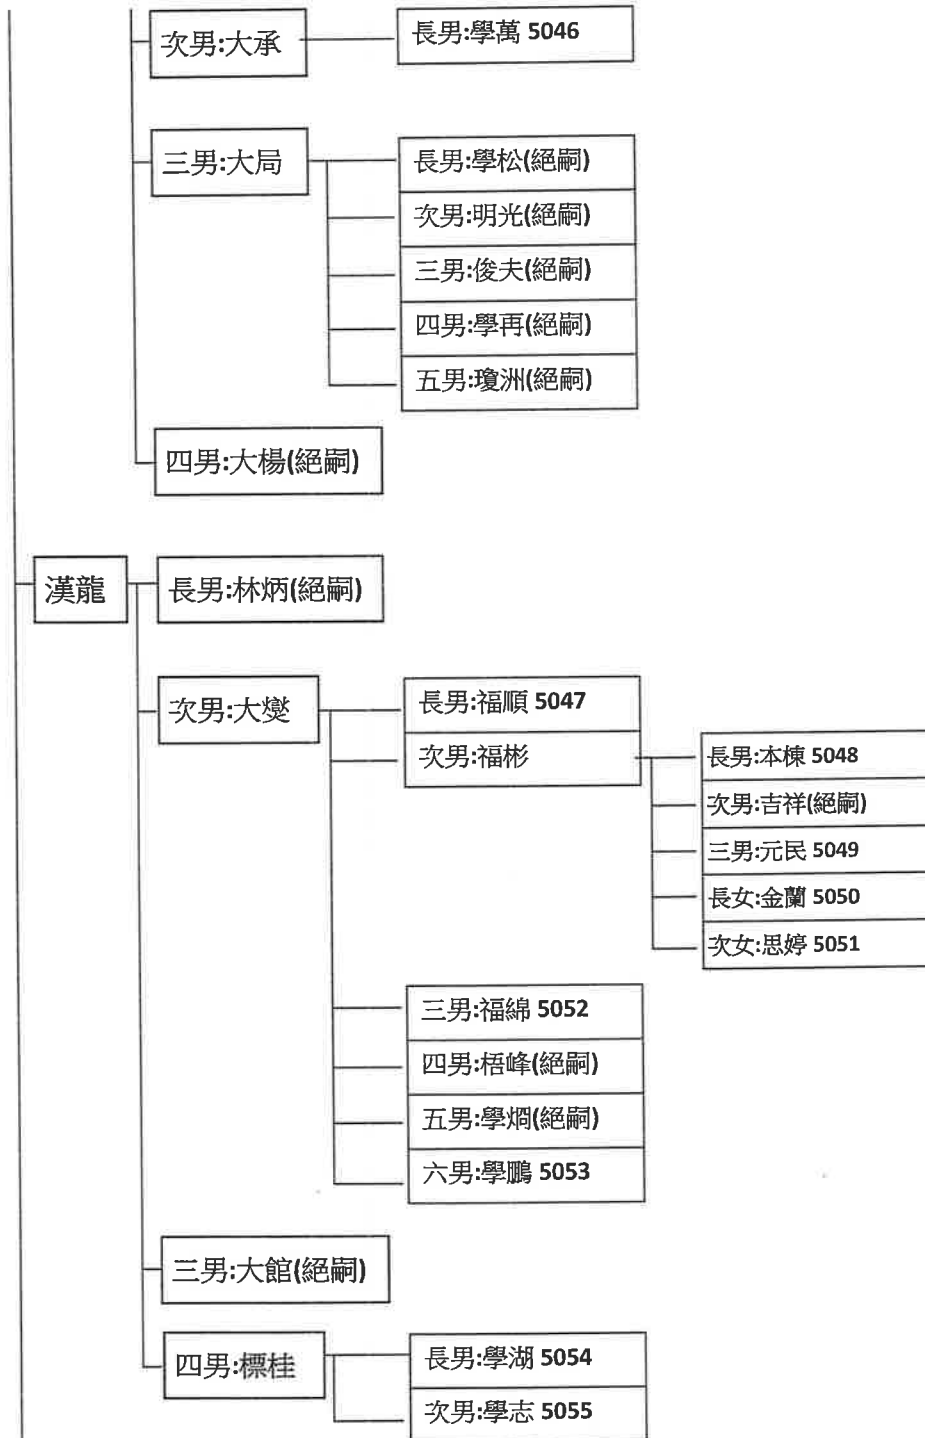 次男:大承
長男:學萬 5046
三男:大局
長男:學松(絕嗣)
次男:明光(絕嗣)
三男:俊夫(絕嗣)
四男:學再(絕嗣)
五男:瓊洲(絕嗣)
四男:大楊(絕嗣)
漢龍
長男:林炳(絕嗣)
次男:大燮
長男:福順 5047
次男:福彬
長男:本棟 5048
次男:吉祥(絕嗣)
三男:元民 5049
長女:金蘭 5050
次女:思婷 5051
三男:福綿 5052
四男:梧峰(絕嗣)
五男:學烱(絕嗣)
六男:學鵬 5053
三男:大館(絕嗣)
四男:標桂
長男:學湖 5054
次男:學志 5055